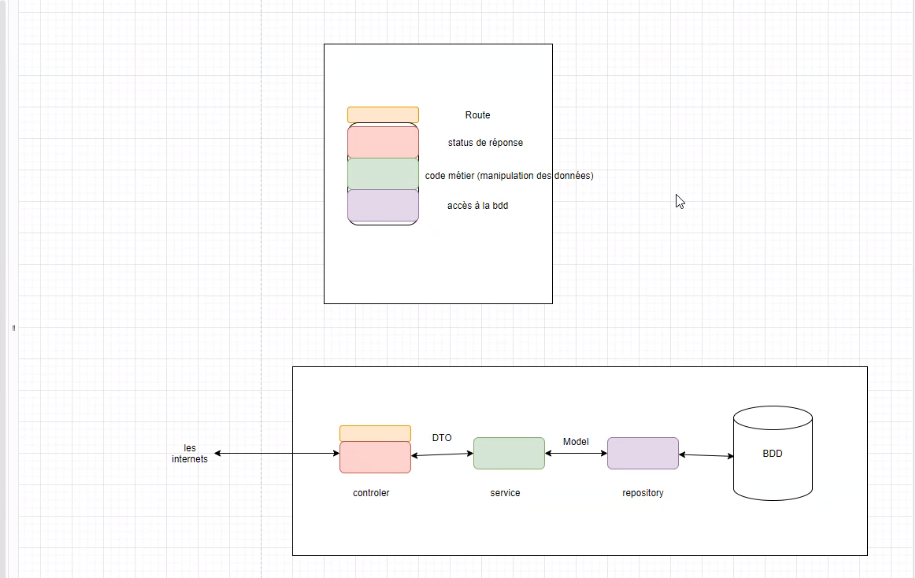 Route
status de réponse
code métier (manipulation des données)
accès à la bdd
les
internets
DTO
Model
BDD
controler
service
repository